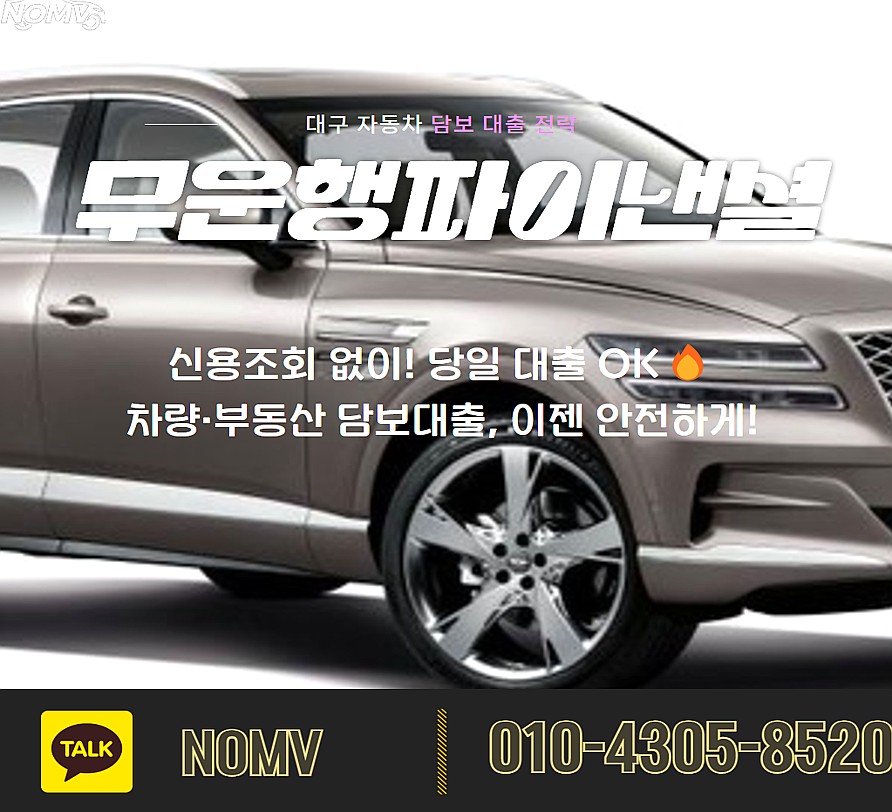 NOMV
대구 자동차 담보 대출 전략
무운행파이낸셜
신용조회 없이! 당일 대출 OK🔥
차량·부동산 담보대출, 이젠 안전하게!
TALK
NOMV
010-4305-8520